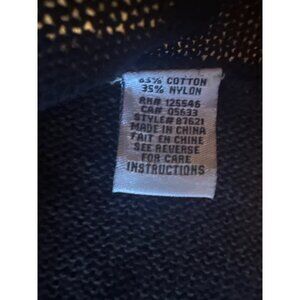 65% COTTON
35% NYLON
RN# 125546
CA# 05633
STYLE# 87621
MADE IN CHINA
FAIT EN CHINE
SEE REVERSE
FOR CARE
INSTRUCTIONS